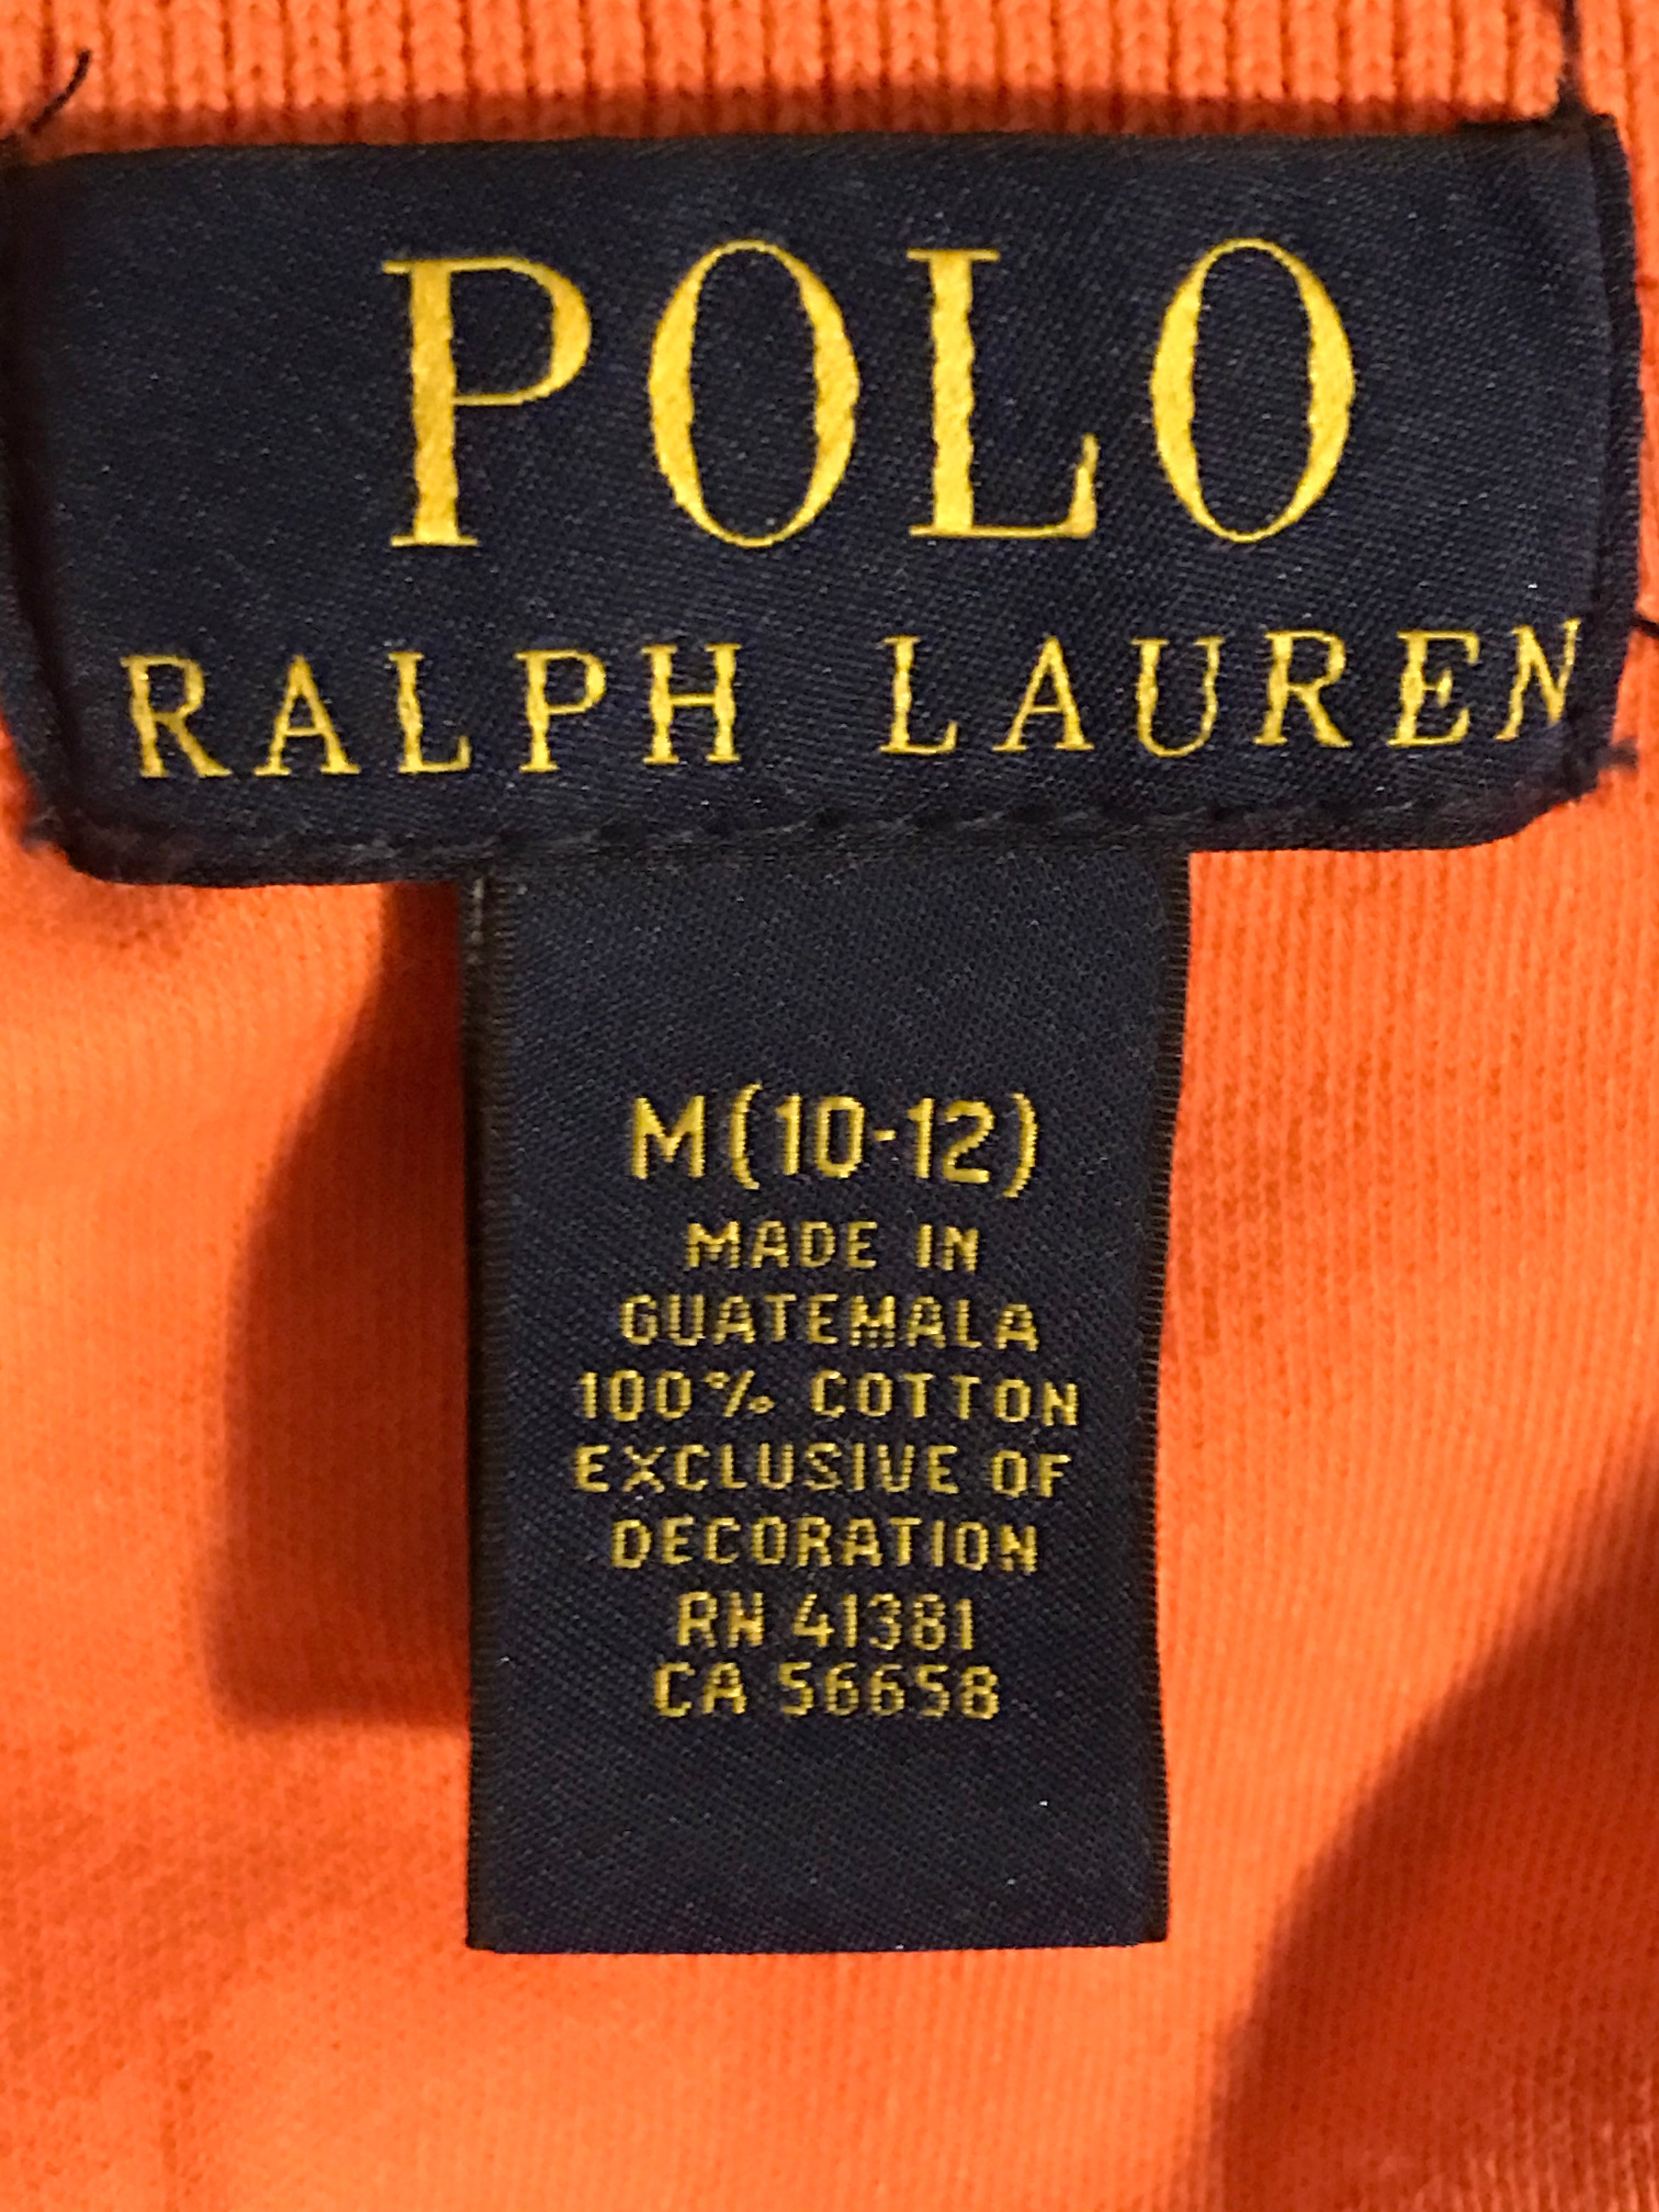 POLO
RALPH LAUREN
M(10-12)
MADE IN
GUATEMALA
100% COTTON
EXCLUSIVE OF
DECORATION
RN 41381
CA 56658